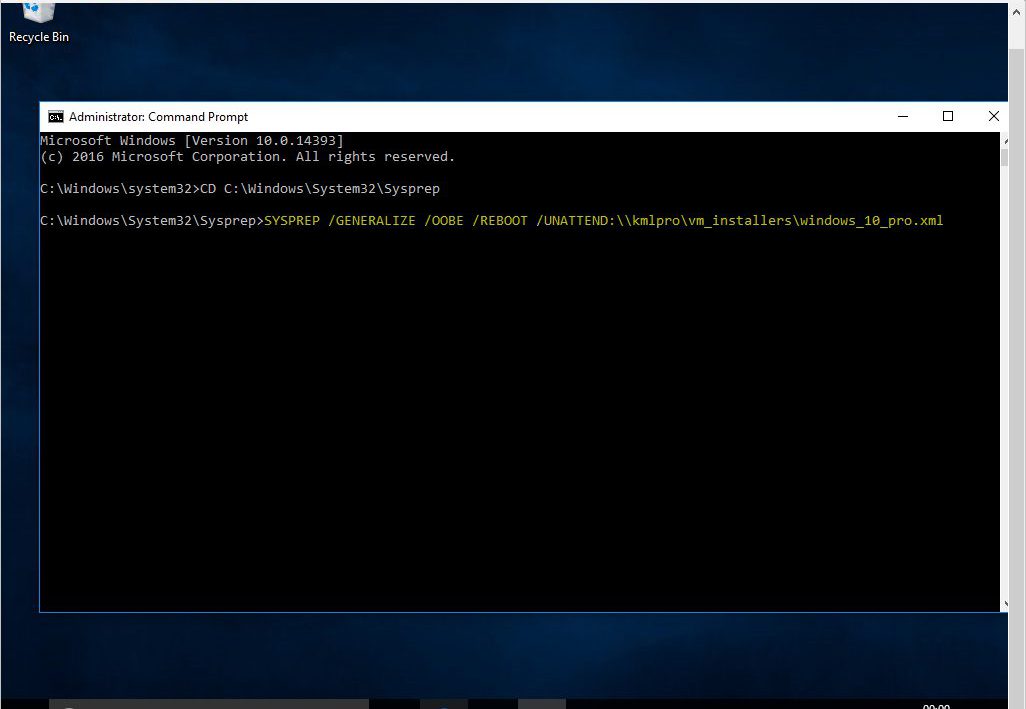 Recycle Bin
Administrator: Command Prompt
Microsoft Windows [Version 10.0.14393]
(c) 2016 Microsoft Corporation. All rights reserved.
C:\Windows\system32>CD C:\Windows\System32\Sysprep
C:\Windows\System32\Sysprep>SYSPREP /GENERALIZE /OOBE /REBOOT /UNATTEND:\\kmlpro\vm_installers\windows_10_pro.xml